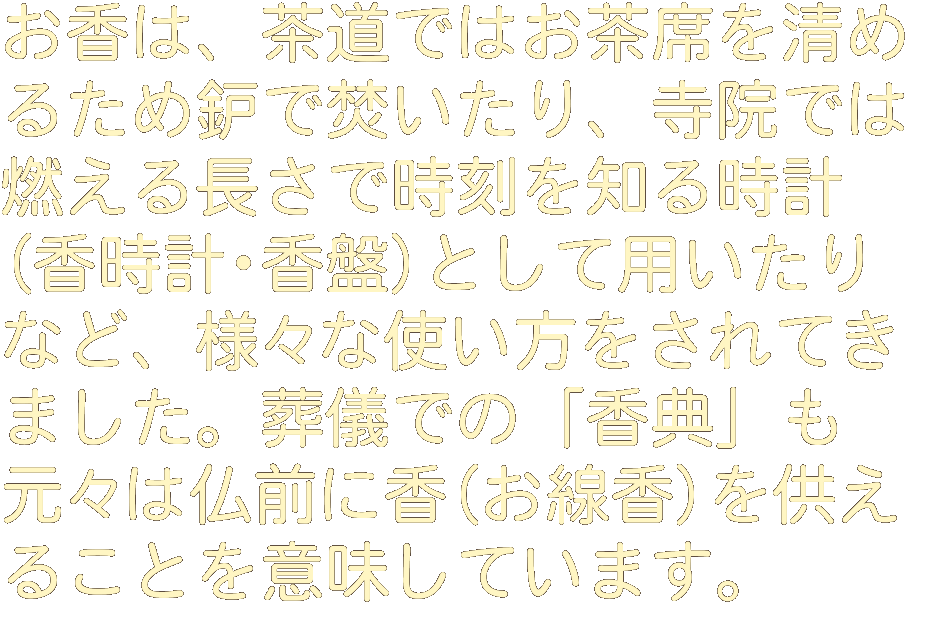 お香は、茶道ではお茶席を清め
るため鈩で焚いたり、寺院では
燃える長さで時刻を知る時計
(香時計・香盤)として用いたり
など、様々な使い方をされてき
ました。葬儀での「香典」も
元々は仏前に香(お線香)を供え
ることを意味しています。